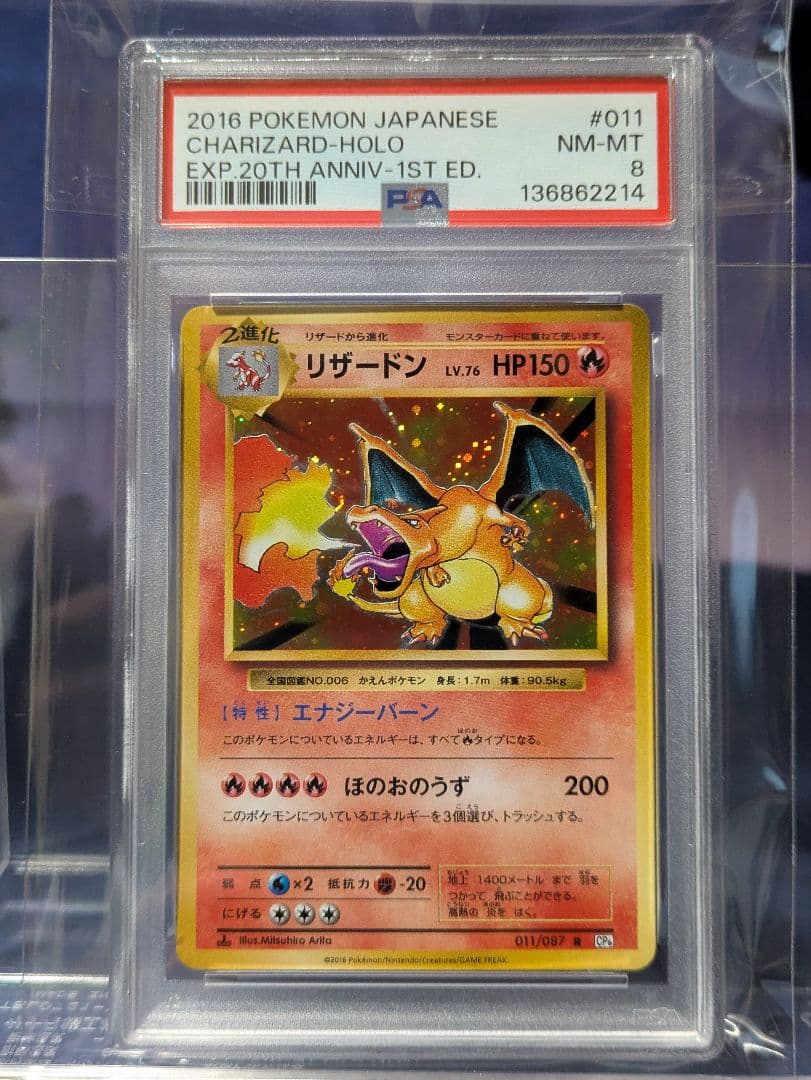 2016 POKEMON JAPANESE #011
CHARIZARD-HOLO NM-MT
EXP.20TH ANNIV-1ST ED. 8
PSA 136862214
2進化 リザードから進化 モンスターカードに重ねて使います。
リザードン LV.76 HP150
全国図鑑NO.006 かえんポケモン 身長:1.7m 体重:90.5kg
[特性] エナジーバーン
このポケモンについているエネルギーは、すべてタイプになる。
ほのおのうず 200
このポケモンについているエネルギーを3個選び、トラッシュする。
弱点 ×2 抵抗力 -20
にげる
地上 1400メートル まで 羽を
つかって 飛ぶことができる。
高熱の 炎を はく。
Illus.Mitsuhiro Arita 011/087 R CP6
©2016 Pokémon/Nintendo/Creatures/GAME FREAK